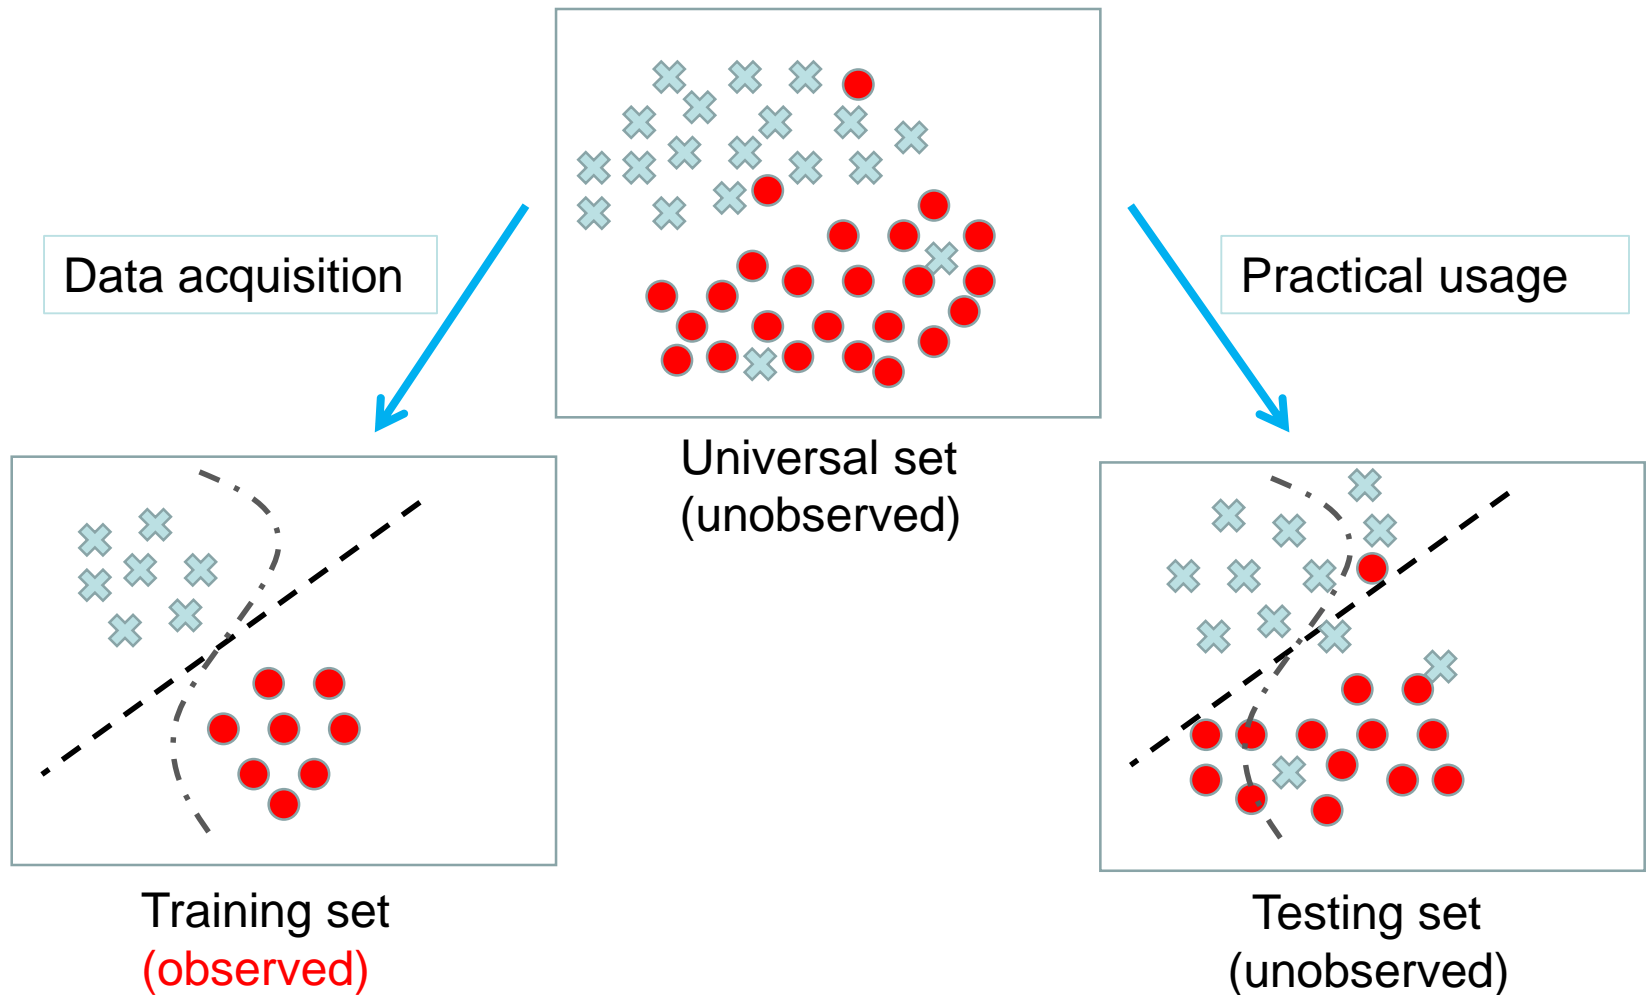 Data acquisition
Practical usage
Universal set
(unobserved)
Training set
(observed)
Testing set
(unobserved)